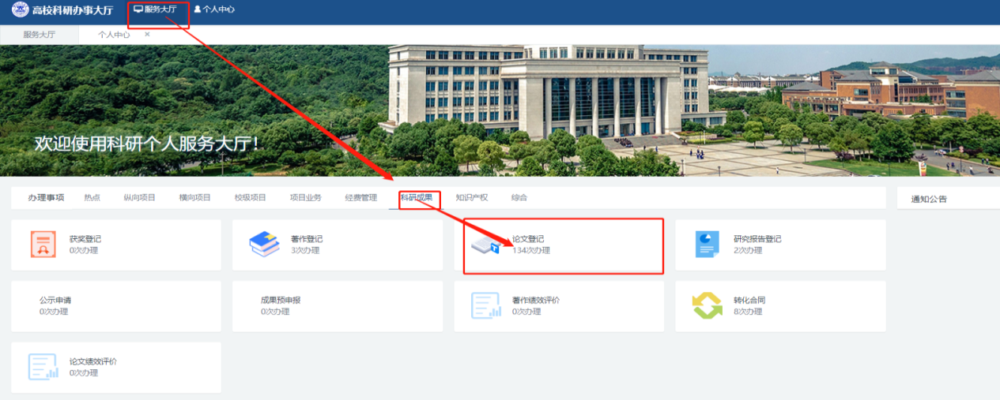 高校科研办事大厅 服务大厅 个人中心
服务大厅 个人中心 ×
欢迎使用科研个人服务大厅!
办理事项 热点 纵向项目 横向项目 校级项目 项目业务 经费管理 科研成果 知识产权 综合
通知公告
获奖登记
0次办理
著作登记
3次办理
论文登记
134次办理
研究报告登记
2次办理
公示申请
0次办理
成果预申报
0次办理
著作绩效评价
0次办理
转化合同
8次办理
论文绩效评价
0次办理